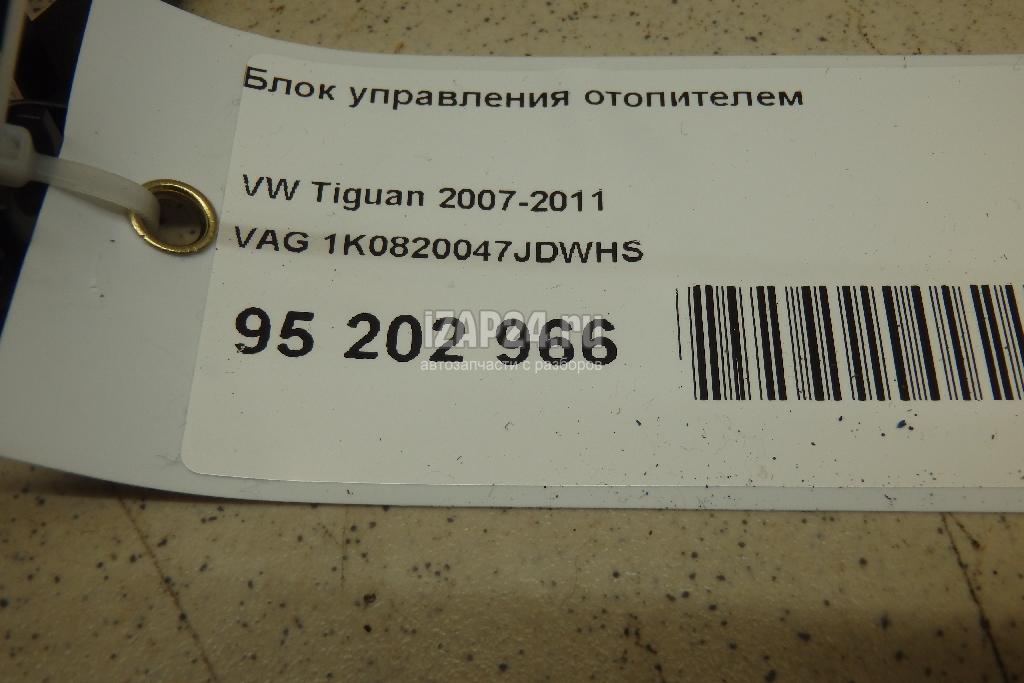 Блок управления отопителем
VW Tiguan 2007-2011
VAG 1K0820047JDWHS
95 202 966
iZAP24.ru
автозапчасти с разборов